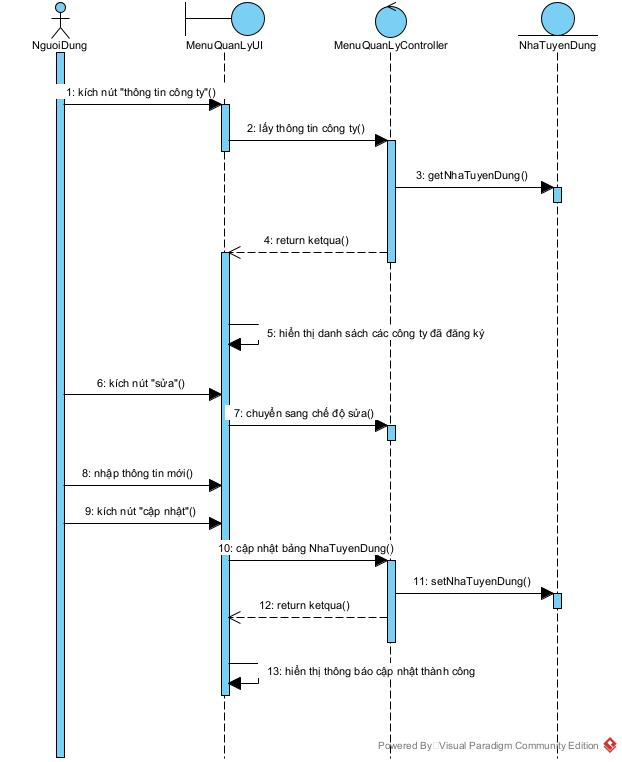 NguoiDung
MenuQuanLyUI
MenuQuanLyController
NhaTuyenDung
1: kích nút "thông tin công ty"()
2: lấy thông tin công ty()
3: getNhaTuyenDung()
4: return ketqua()
5: hiển thị danh sách các công ty đã đăng ký
6: kích nút "sửa"()
7: chuyển sang chế độ sửa()
8: nhập thông tin mới()
9: kích nút "cập nhật"()
10: cập nhật bảng NhaTuyenDung()
11: setNhaTuyenDung()
12: return ketqua()
13: hiển thị thông báo cập nhật thành công
Powered By Visual Paradigm Community Edition